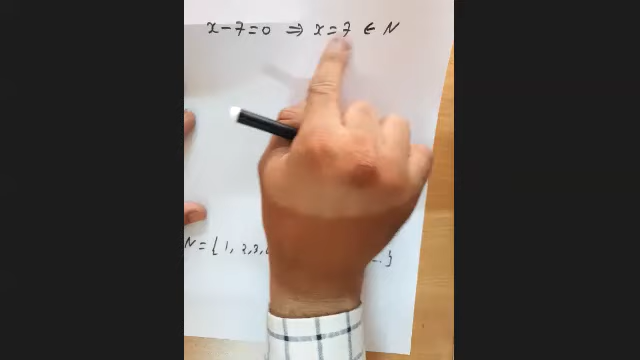 x - 7 = 0 ⇒ x = 7 ∈ N
N = { 1, 2, 3, ... }